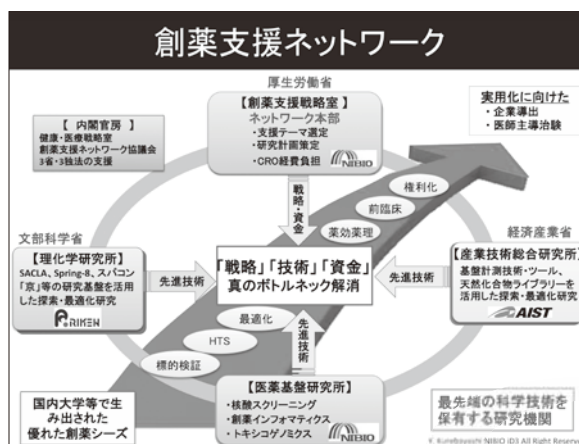 創薬支援ネットワーク
厚生労働省
【創薬支援戦略室】
ネットワーク本部
・支援テーマ選定
・研究計画策定
・CRO経費負担
NIBIO
【 内閣官房 】
健康・医療戦略室
創薬支援ネットワーク協議会
3省・3独法の支援
実用化に向けた
・企業導出
・医師主導治験
戦略・資金
権利化
前臨床
薬効薬理
文部科学省
【理化学研究所】
SACLA、Spring-8、スパコン
「京」等の研究基盤を活用
した探索・最適化研究
RIKEN
先進技術
「戦略」「技術」「資金」
真のボトルネック解消
先進技術
経済産業省
【産業技術総合研究所】
基盤計測技術・ツール、
天然化合物ライブラリーを
活用した探索・最適化研究
AIST
最適化
HTS
標的検証
先進技術
【医薬基盤研究所】
・核酸スクリーニング
・創薬インフォマティクス
・トキシコゲノミクス
NIBIO
国内大学等で生
み出された
優れた創薬シーズ
最先端の科学技術を
保有する研究機関
NIBIO iD3 All Right Reserv